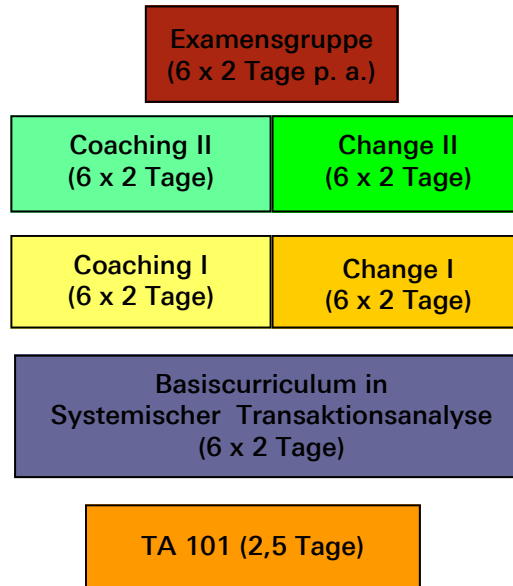 Examensgruppe
(6 x 2 Tage p. a.)
Coaching II
(6 x 2 Tage)
Change II
(6 x 2 Tage)
Coaching I
(6 x 2 Tage)
Change I
(6 x 2 Tage)
Basiscurriculum in
Systemischer Transaktionsanalyse
(6 x 2 Tage)
TA 101 (2,5 Tage)